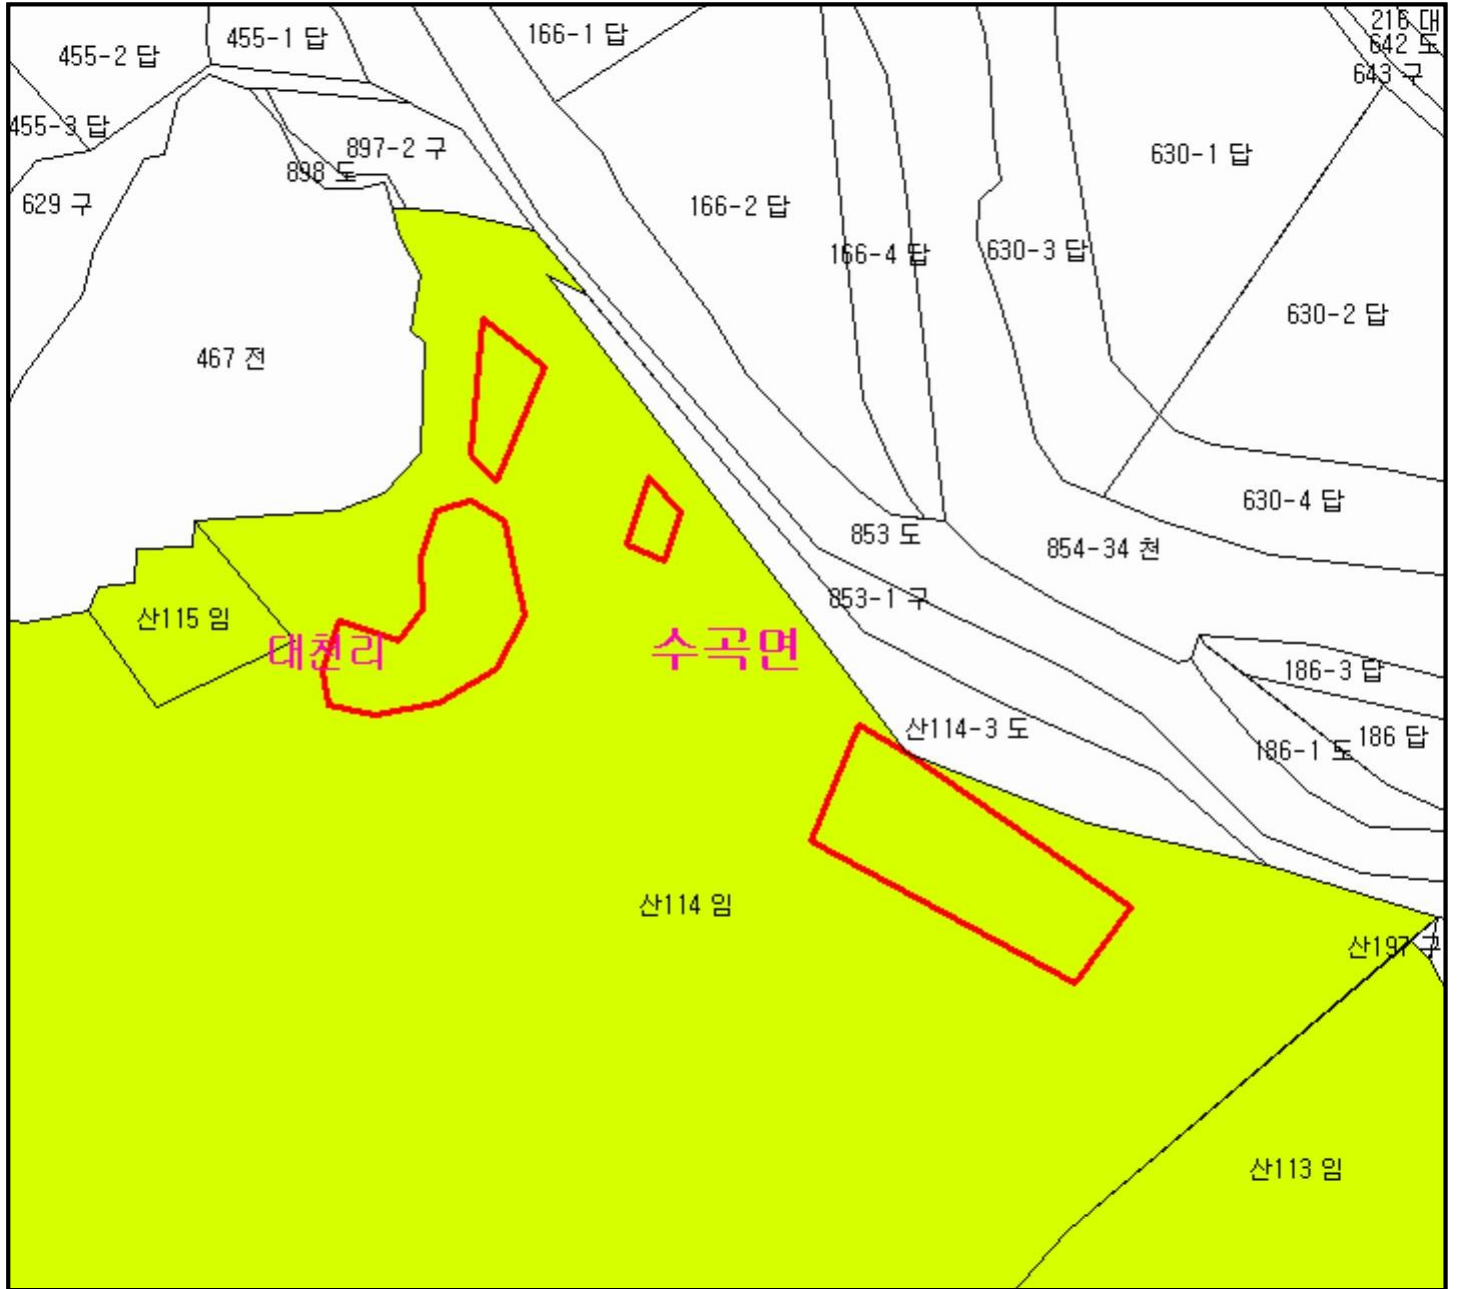 216 대
455-1 답
166-1 답
642 도
455-2 답
643 구
455-3 답
897-2 구
630-1 답
898 도
629 구
166-2 답
166-4 답
630-3 답
630-2 답
467 전
630-4 답
853 도
854-34 천
853-1 구
산115 임
대천리
수곡면
186-3 답
산114-3 도
186-1 도
186 답
산114 임
산197 구
산113 임